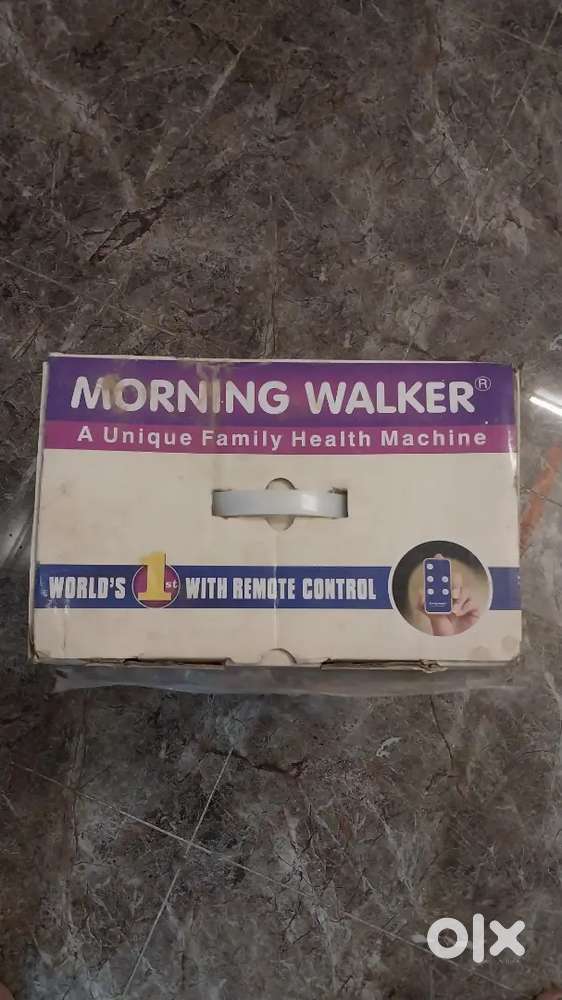 MORNING WALKER®
A Unique Family Health Machine
WORLD'S 1st WITH REMOTE CONTROL
olx